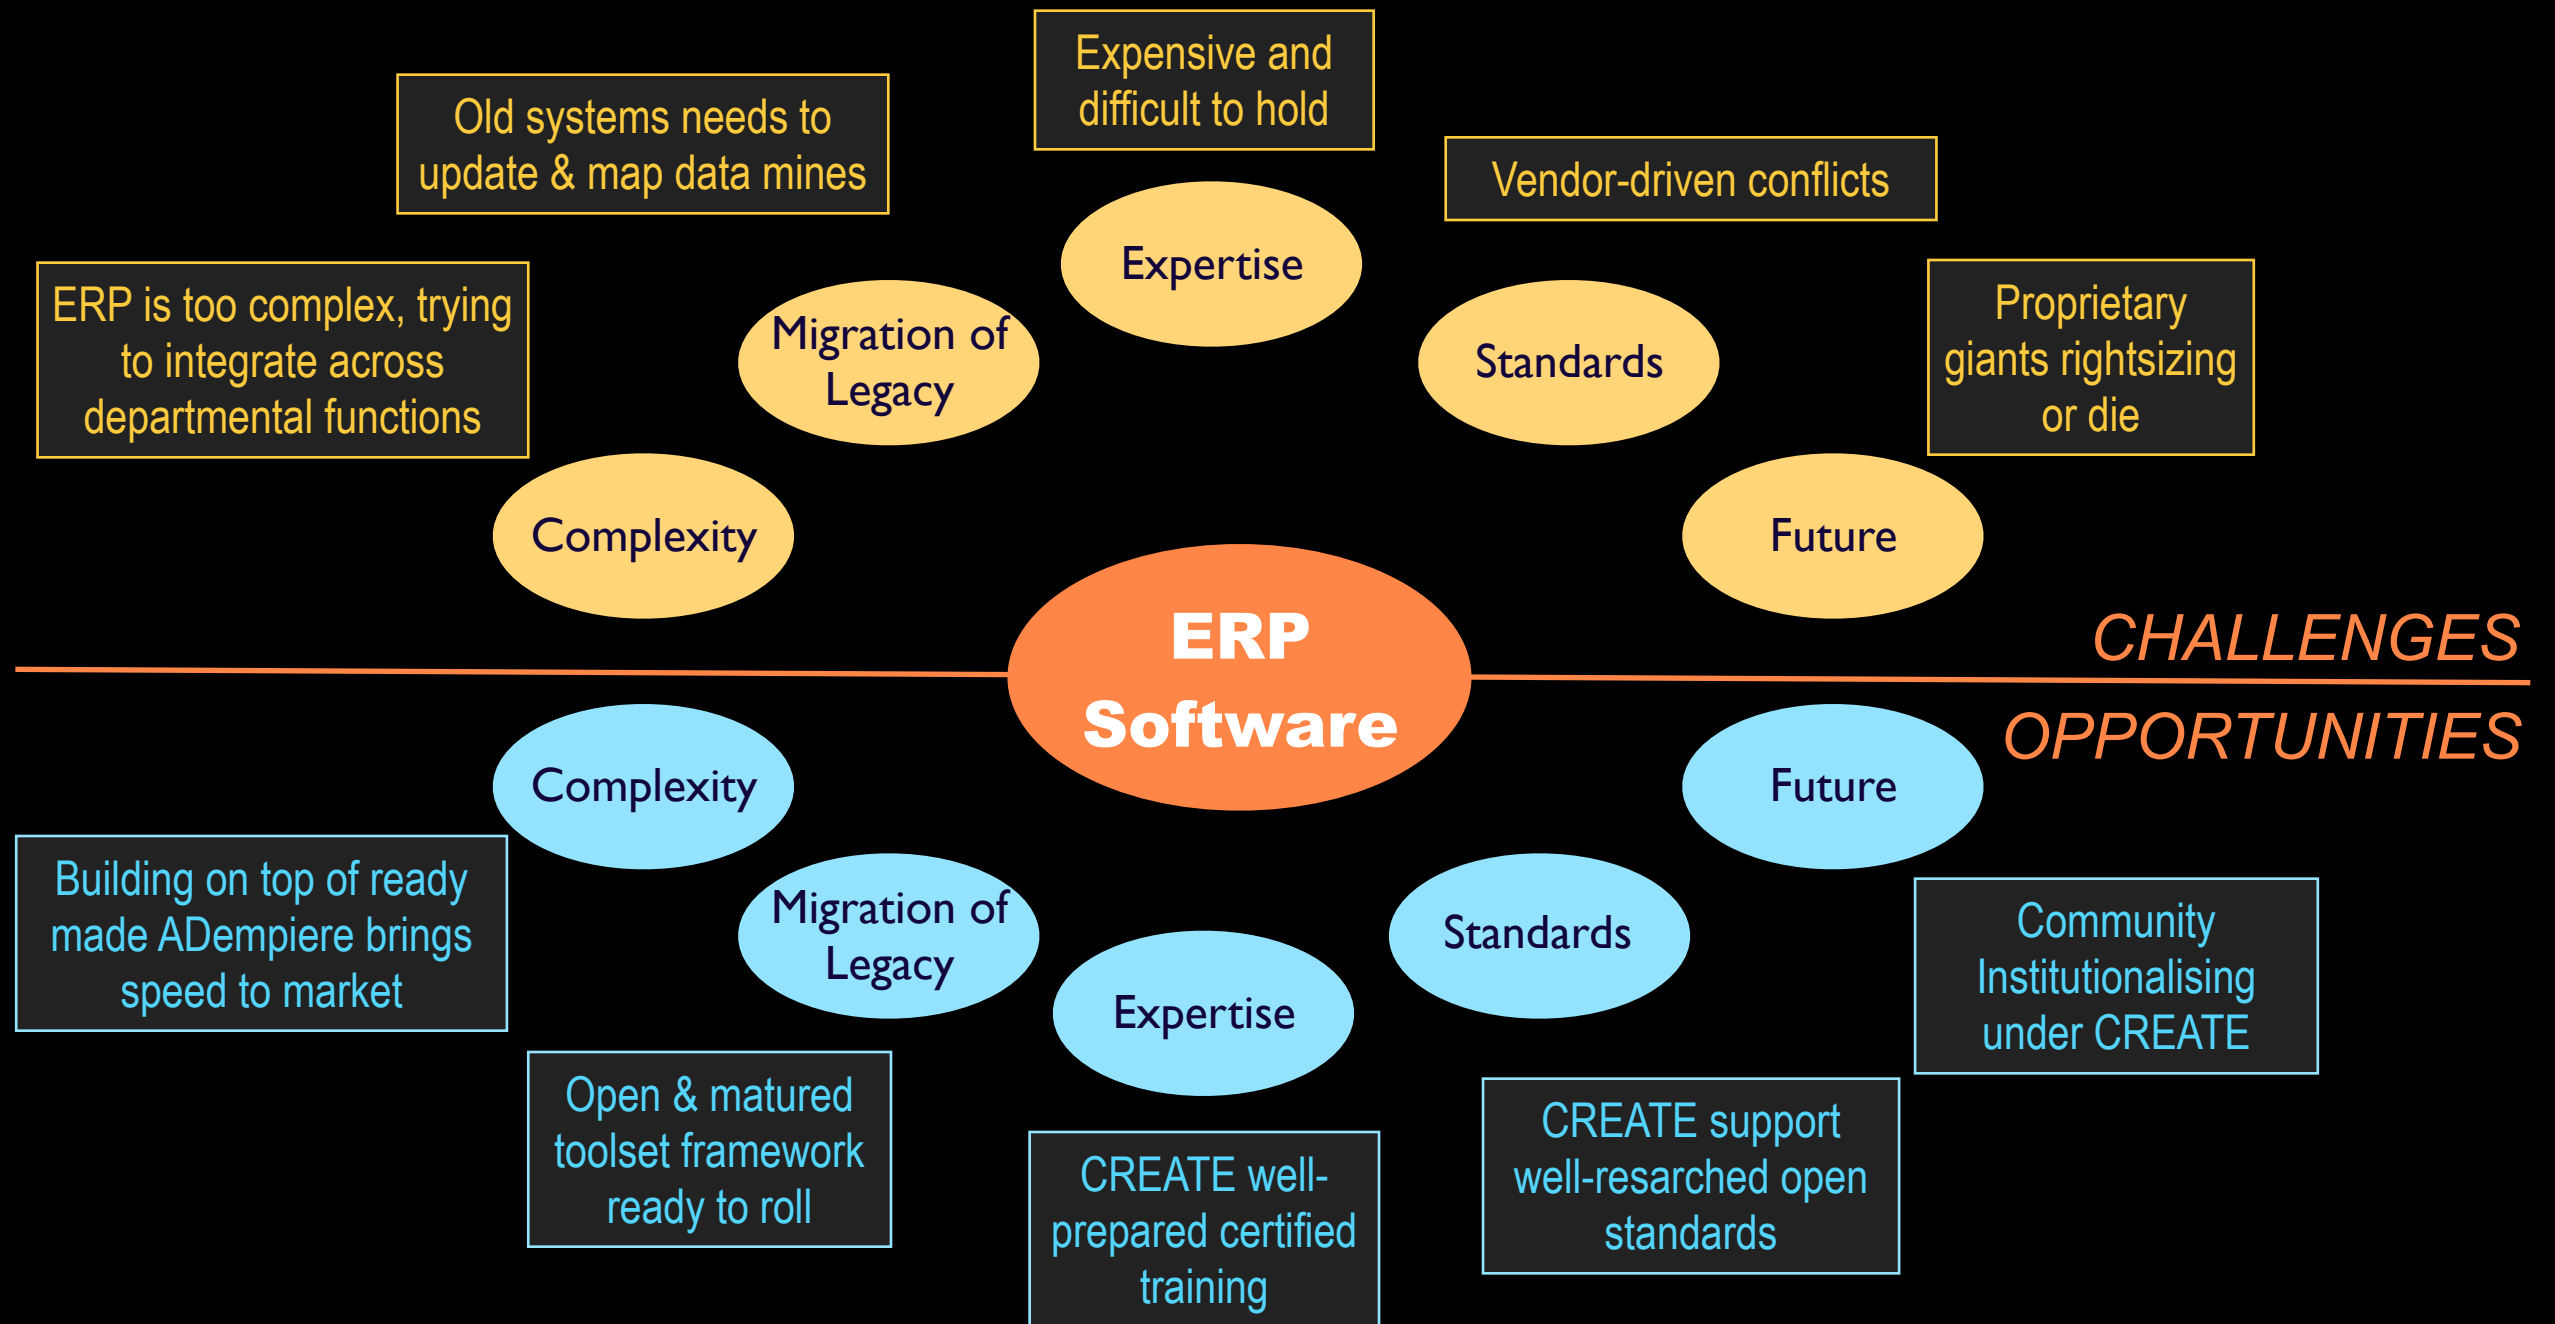 Expensive and
difficult to hold
Old systems needs to
update & map data mines
Vendor-driven conflicts
Expertise
ERP is too complex, trying
to integrate across
departmental functions
Migration of
Legacy
Standards
Proprietary
giants rightsizing
or die
Complexity
Future
ERP
Software
CHALLENGES
OPPORTUNITIES
Complexity
Future
Building on top of ready
made ADempiere brings
speed to market
Migration of
Legacy
Standards
Community
Institutionalising
under CREATE
Expertise
Open & matured
toolset framework
ready to roll
CREATE well-
prepared certified
training
CREATE support
well-resarched open
standards